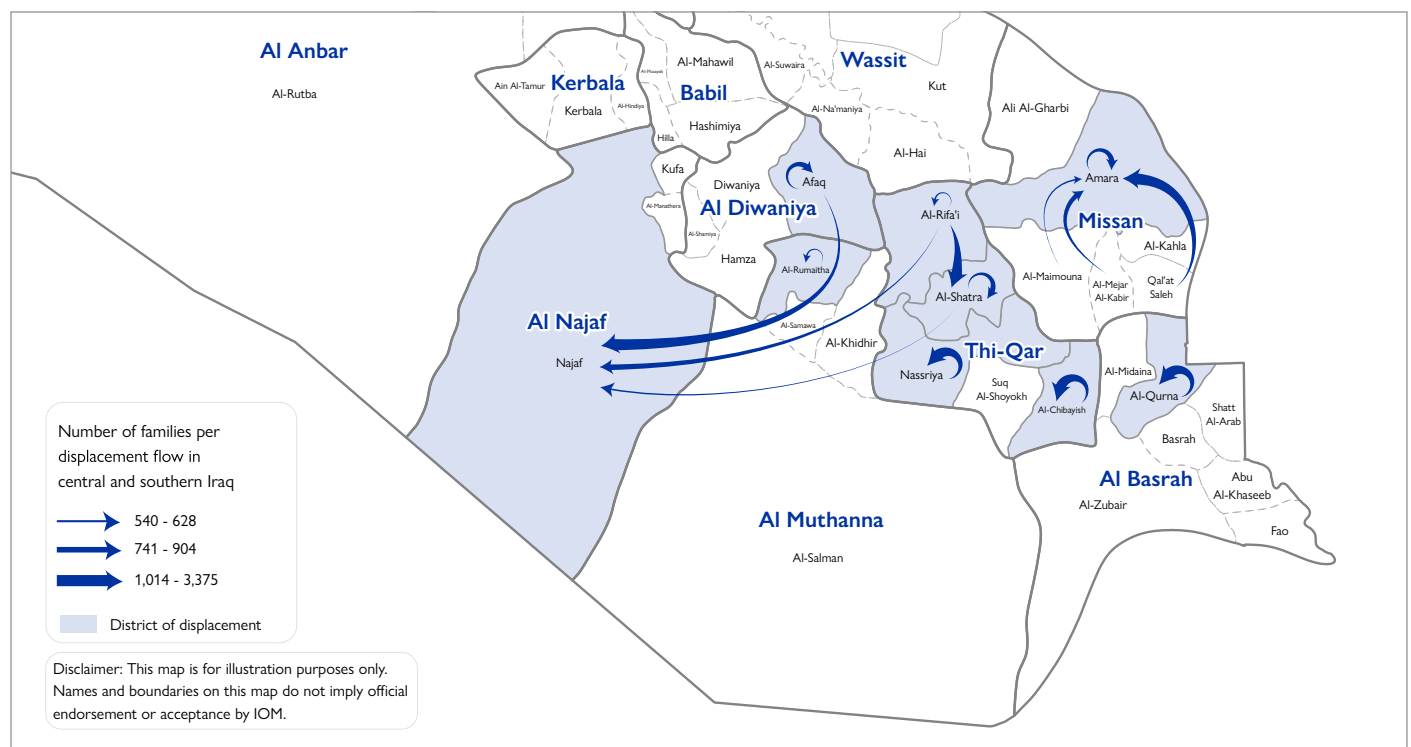 Al Anbar
Al-Rutba
Ain Al-Tamur
Kerbala
Kerbala
Al-Hindiya
Al-Mahawil
Babil
Hashimiya
Hilla
Al-Suwaira
Wassit
Kut
Al-Na'maniya
Al-Hai
Ali Al-Gharbi
Kufa
Al-Manathera
Diwaniya
Al Diwaniya
Al-Shamiya
Hamza
Afaq
Al-Rifa'i
Amara
Missan
Al-Kahla
Al-Maimouna
Al-Mejar
Al-Kabir
Qal'at
Saleh
Al-Rumaitha
Al-Shatra
Al-Samawa
Al-Khidhir
Al Najaf
Najaf
Thi-Qar
Nassriya
Suq
Al-Shoyokh
Al-Chibayish
Al-Midaina
Al-Qurna
Shatt
Al-Arab
Basrah
Al Basrah
Abu
Al-Khaseeb
Al-Zubair
Fao
Al Muthanna
Al-Salman
Number of families per
displacement flow in
central and southern Iraq
540 - 628
741 - 904
1,014 - 3,375
District of displacement
Disclaimer: This map is for illustration purposes only.
Names and boundaries on this map do not imply official
endorsement or acceptance by IOM.